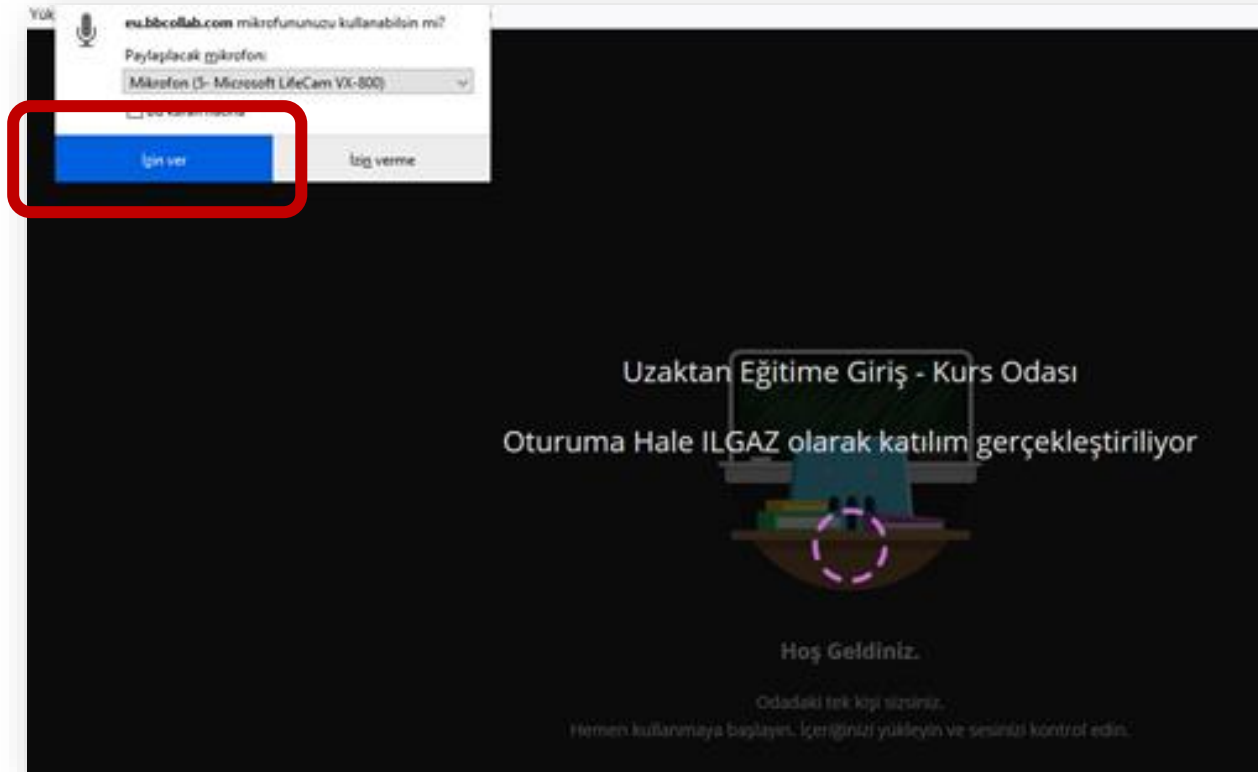 Yük
eu.bbcollab.com mikrofonunuzu kullanabilsin mi?
Paylaşılacak mikrofon:
Mikrofon (5- Microsoft LifeCam VX-800)
İzin ver
İzin verme
Uzaktan Eğitime Giriş - Kurs Odası
Oturuma Hale ILGAZ olarak katılım gerçekleştiriliyor
Hoş Geldiniz.
Odadaki tek kişi sizsiniz.
Hemen kullanmaya başlayın. İçeriğinizi yükleyin ve sesinizi kontrol edin.